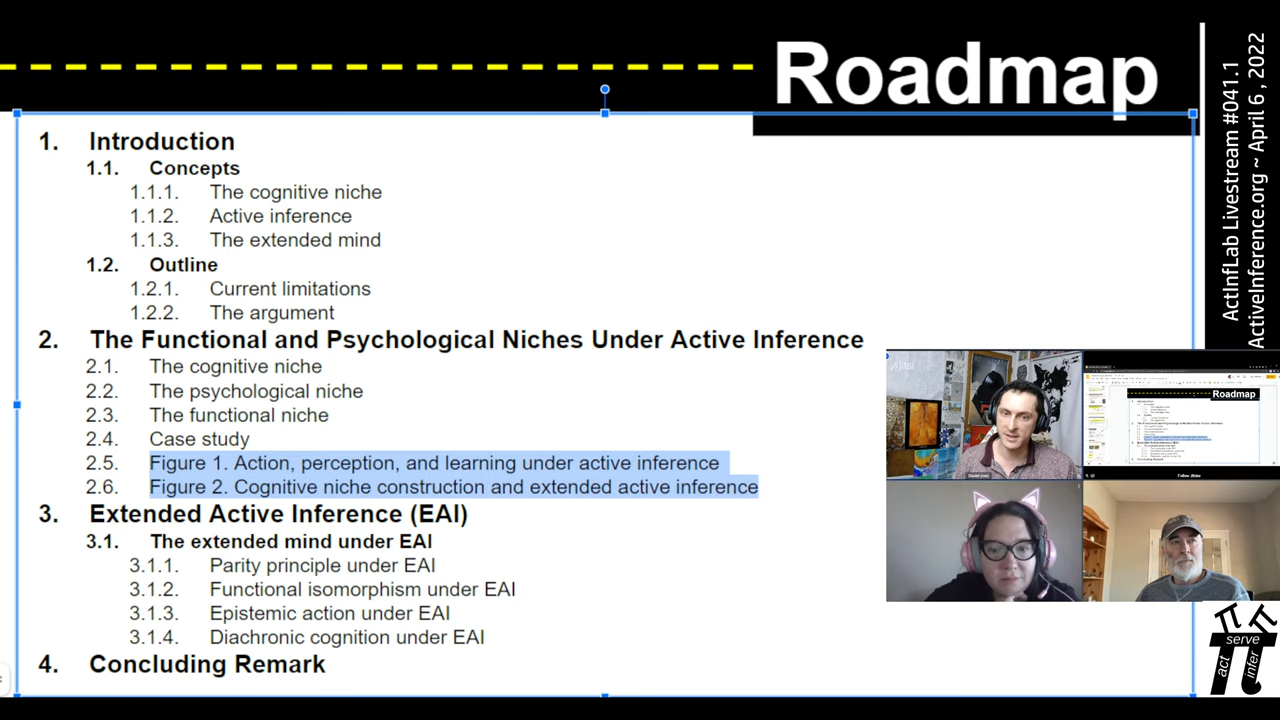 Roadmap
1. Introduction
1.1. Concepts
1.1.1. The cognitive niche
1.1.2. Active inference
1.1.3. The extended mind
1.2. Outline
1.2.1. Current limitations
1.2.2. The argument
2. The Functional and Psychological Niches Under Active Inference
2.1. The cognitive niche
2.2. The psychological niche
2.3. The functional niche
2.4. Case study
2.5. Figure 1. Action, perception, and learning under active inference
2.6. Figure 2. Cognitive niche construction and extended active inference
3. Extended Active Inference (EAI)
3.1. The extended mind under EAI
3.1.1. Parity principle under EAI
3.1.2. Functional isomorphism under EAI
3.1.3. Epistemic action under EAI
3.1.4. Diachronic cognition under EAI
4. Concluding Remark
ActInfLab Livestream #041.1
ActiveInference.org ~ April 6, 2022
Roadmap
act
serve
infer